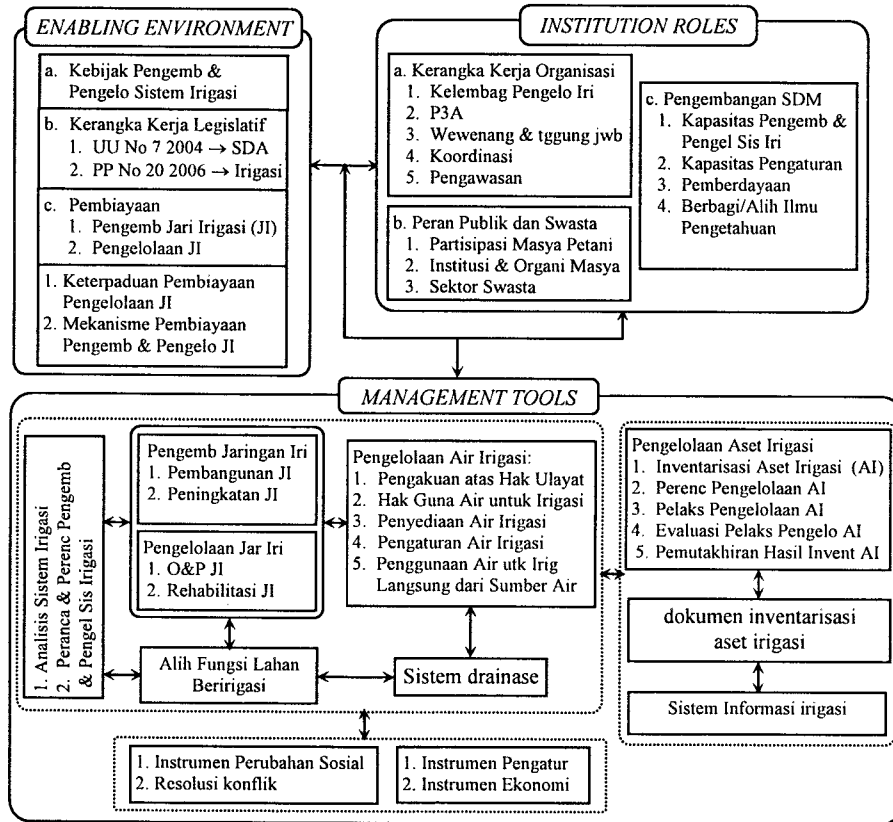 ENABLING ENVIRONMENT
a. Kebijak Pengemb &
Pengelo Sistem Irigasi
b. Kerangka Kerja Legislatif
1. UU No 7 2004 → SDA
2. PP No 20 2006 → Irigasi
c. Pembiayaan
1. Pengemb Jari Irigasi (JI)
2. Pengelolaan JI
1. Keterpaduan Pembiayaan
Pengelolaan JI
2. Mekanisme Pembiayaan
Pengemb & Pengelo JI
INSTITUTION ROLES
a. Kerangka Kerja Organisasi
1. Kelembag Pengelo Iri
2. P3A
3. Wewenang & tggung jwb
4. Koordinasi
5. Pengawasan
b. Peran Publik dan Swasta
1. Partisipasi Masya Petani
2. Institusi & Organi Masya
3. Sektor Swasta
c. Pengembangan SDM
1. Kapasitas Pengemb &
Pengel Sis Iri
2. Kapasitas Pengaturan
3. Pemberdayaan
4. Berbagi/Alih Ilmu
Pengetahuan
MANAGEMENT TOOLS
1. Analisis Sistem Irigasi
2. Peranca & Perenc Pengemb
& Pengel Sis Irigasi
Pengemb Jaringan Iri
1. Pembangunan JI
2. Peningkatan JI
Pengelolaan Jar Iri
1. O&P JI
2. Rehabilitasi JI
Pengelolaan Air Irigasi:
1. Pengakuan atas Hak Ulayat
2. Hak Guna Air untuk Irigasi
3. Penyediaan Air Irigasi
4. Pengaturan Air Irigasi
5. Penggunaan Air utk Irig
Langsung dari Sumber Air
Alih Fungsi Lahan
Beririgasi
Sistem drainase
Pengelolaan Aset Irigasi
1. Inventarisasi Aset Irigasi (AI)
2. Perenc Pengelolaan AI
3. Pelaks Pengelolaan AI
4. Evaluasi Pelaks Pengelo AI
5. Pemutakhiran Hasil Invent AI
dokumen inventarisasi
aset irigasi
Sistem Informasi irigasi
1. Instrumen Perubahan Sosial
2. Resolusi konflik
1. Instrumen Pengatur
2. Instrumen Ekonomi